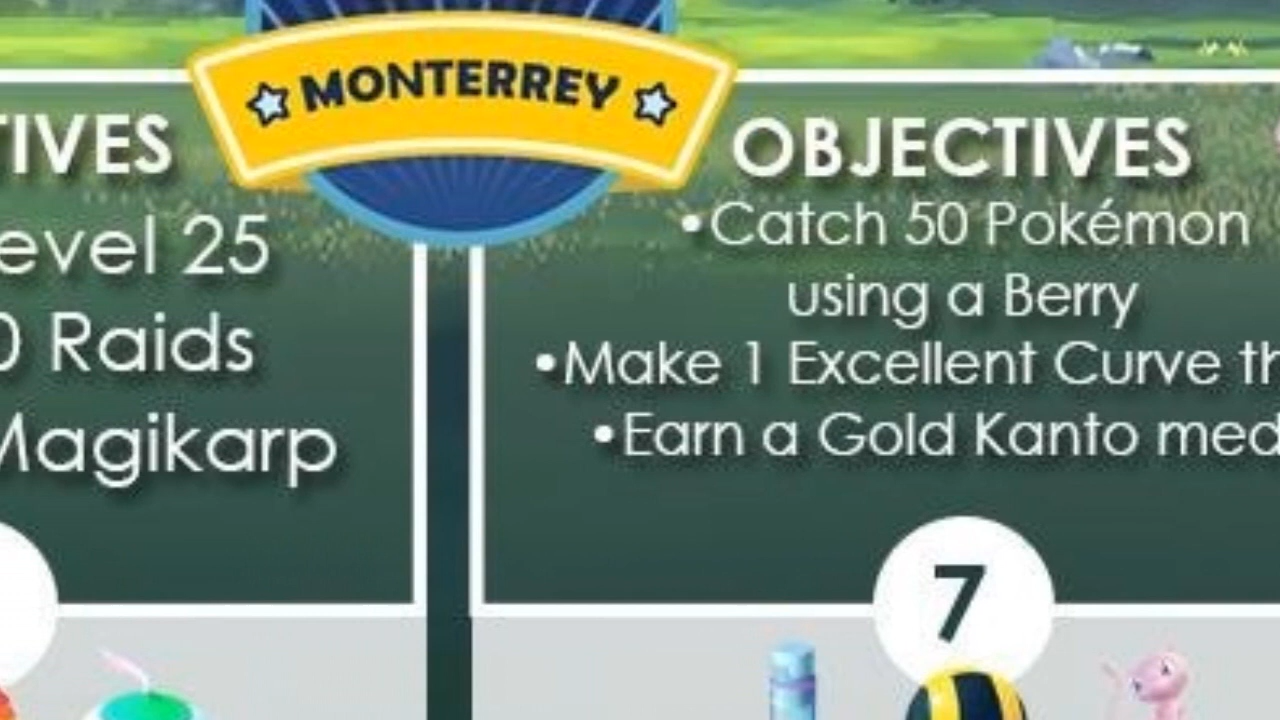 MONTERREY
TIVES
evel 25
0 Raids
Magikarp
OBJECTIVES
•Catch 50 Pokémon
using a Berry
•Make 1 Excellent Curve th
•Earn a Gold Kanto med
7